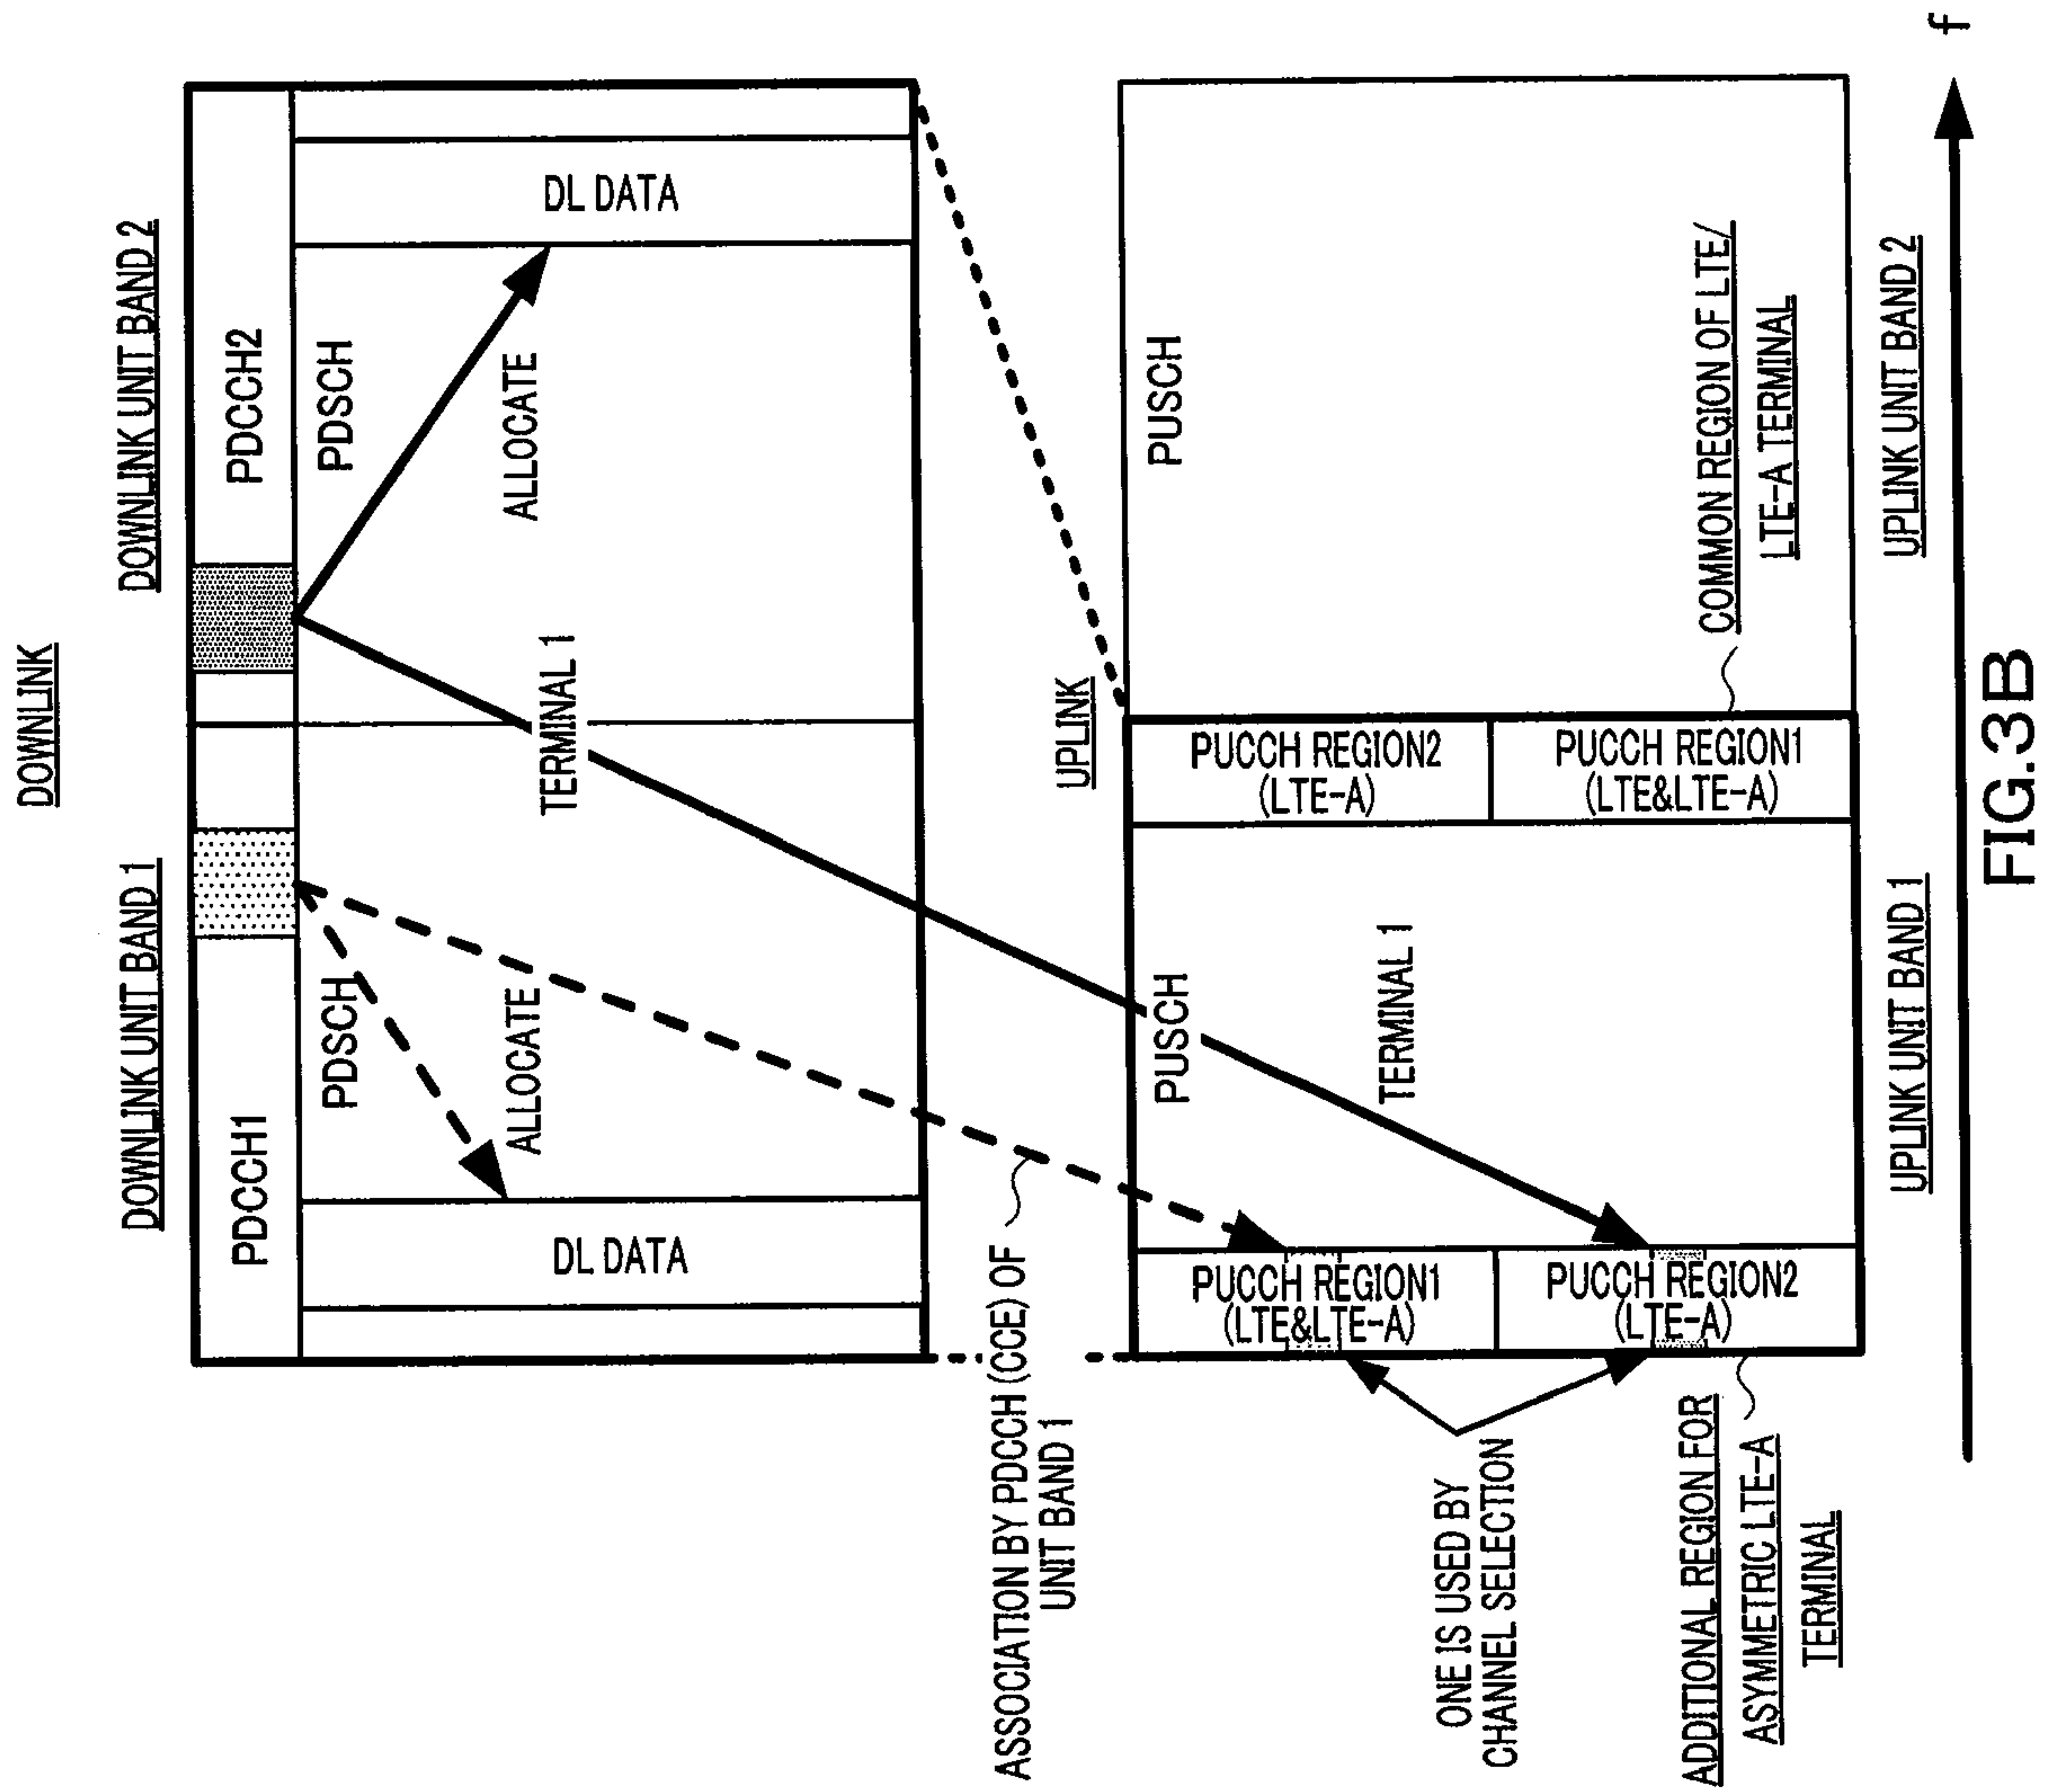 DOWNLINK
DOWNLINK UNIT BAND 1
DOWNLINK UNIT BAND 2
PDCCH1
PDCCH2
PDSCH
PDSCH
ALLOCATE
ALLOCATE
TERMINAL 1
DL DATA
DL DATA
ASSOCIATION BY PDCCH (CCE) OF
UNIT BAND 1
UPLINK
PUSCH
PUSCH
PUCCH REGION1
(LTE&LTE-A)
PUCCH REGION2
(LTE-A)
TERMINAL 1
PUCCH REGION2
(LTE-A)
PUCCH REGION1
(LTE&LTE-A)
ONE IS USED BY
CHANNEL SELECTION
ADDITIONAL REGION FOR
ASYMMETRIC LTE-A
TERMINAL
COMMON REGION OF LTE/
LTE-A TERMINAL
UPLINK UNIT BAND 1
UPLINK UNIT BAND 2
f
FIG.3B